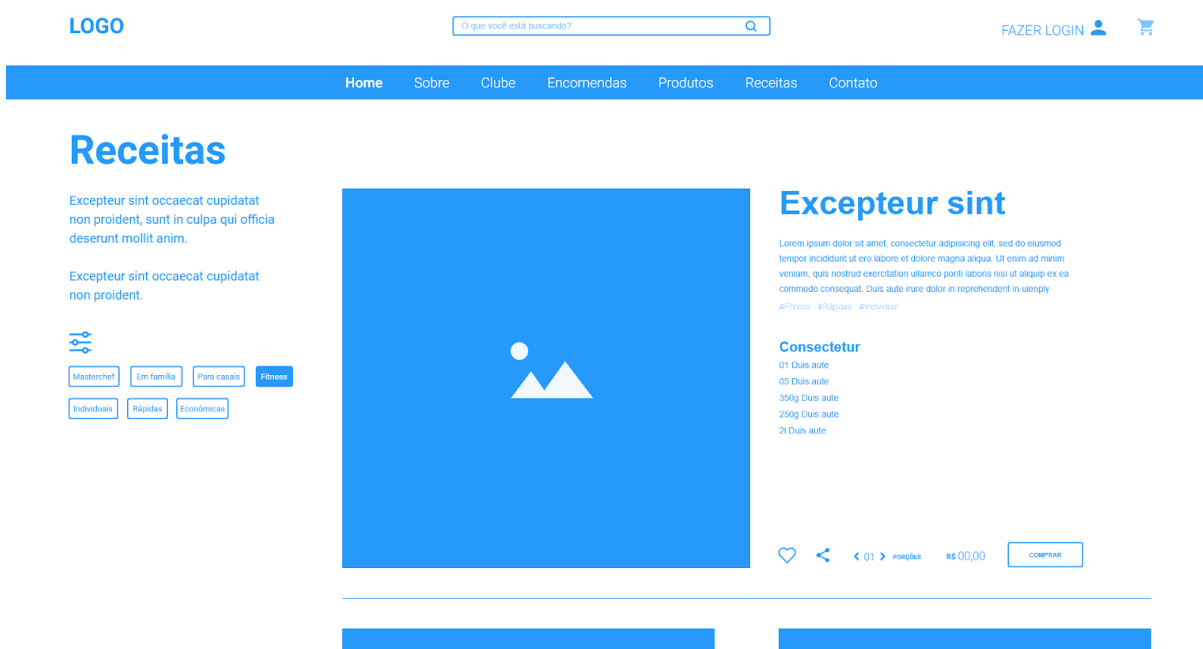 LOGO
O que você está buscando?
FAZER LOGIN
Home Sobre Clube Encomendas Produtos Receitas Contato
Receitas
Excepteur sint occaecat cupidatat
non proident, sunt in culpa qui officia
deserunt mollit anim.
Excepteur sint occaecat cupidatat
non proident.
Masterchef Em família Para casais Fitness
Individuais Rápidas Econômicas
Excepteur sint
Lorem ipsum dolor sit amet, consectetur adipisicing elit, sed do eiusmod
tempor incididunt ut ero labore et dolore magna aliqua. Ut enim ad minim
veniam, quis nostrud exercitation ullamco ponti laboris nisi ut aliquip ex ea
commodo consequat. Duis aute irure dolor in reprehenderit in uienply
#Fitness #Rápidas #Individual
Consectetur
01 Duis aute
05 Duis aute
350g Duis aute
250g Duis aute
2l Duis aute
01 PORÇÕES R$ 00,00 COMPRAR